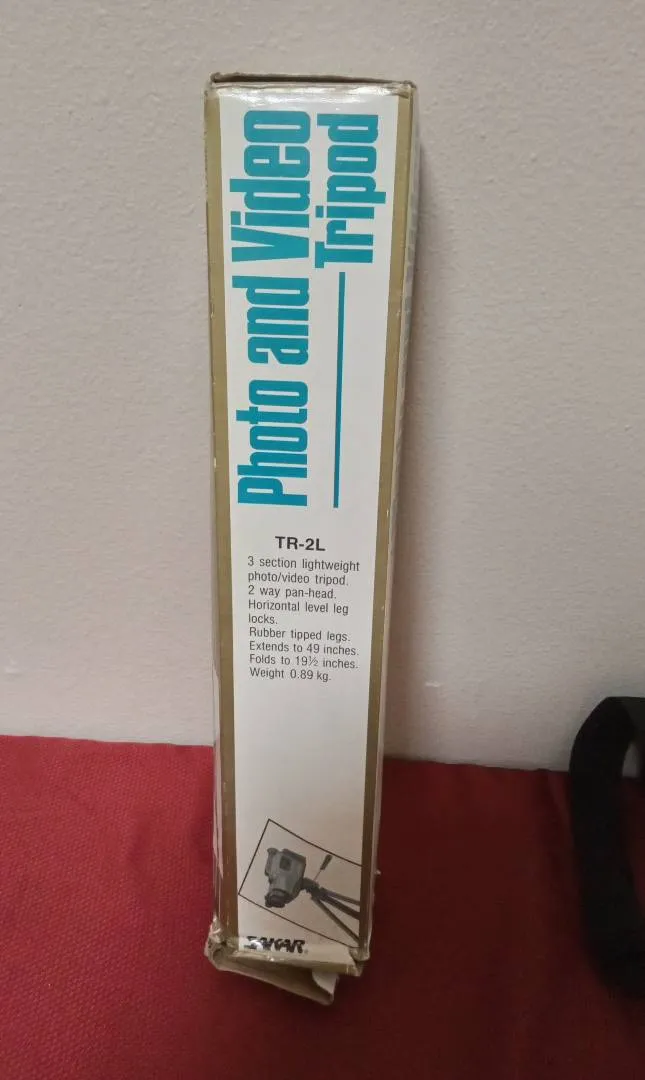 Photo and Video
Tripod
TR-2L
3 section lightweight
photo/video tripod.
2 way pan-head.
Horizontal level leg
locks.
Rubber tipped legs.
Extends to 49 inches.
Folds to 19½ inches.
Weight 0.89 kg.
SAKAR®